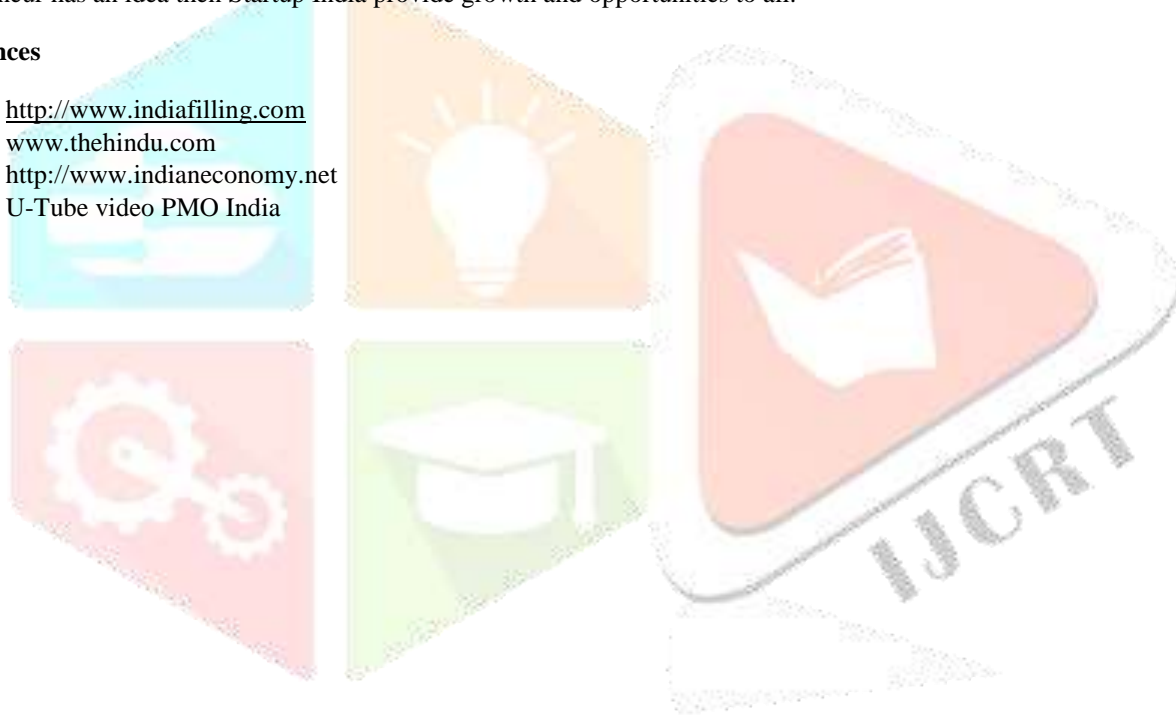 neur has an idea then Startup India provide growth and opportunities to all.
nces
http://www.indiafilling.com
www.thehindu.com
http://www.indianeconomy.net
U-Tube video PMO India
IJCRT